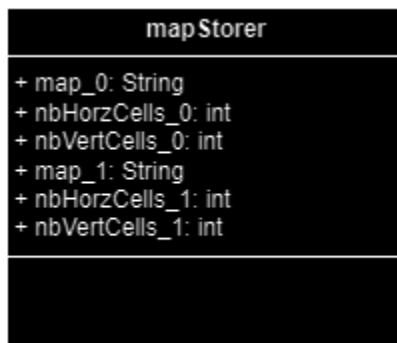 mapStorer
+ map_0: String
+ nbHorzCells_0: int
+ nbVertCells_0: int
+ map_1: String
+ nbHorzCells_1: int
+ nbVertCells_1: int